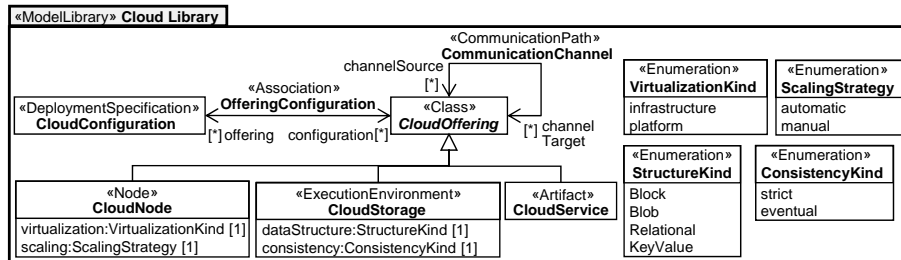 «ModelLibrary» Cloud Library
«CommunicationPath»
CommunicationChannel
channelSource
[*]
«Association»
OfferingConfiguration
«DeploymentSpecification»
CloudConfiguration
«Class»
CloudOffering
[*] offering
configuration[*]
[*] channel
Target
«Enumeration»
VirtualizationKind
infrastructure
platform
«Enumeration»
ScalingStrategy
automatic
manual
«Enumeration»
StructureKind
Block
Blob
Relational
KeyValue
«Enumeration»
ConsistencyKind
strict
eventual
«Node»
CloudNode
virtualization:VirtualizationKind [1]
scaling:ScalingStrategy [1]
«ExecutionEnvironment»
CloudStorage
dataStructure:StructureKind [1]
consistency:ConsistencyKind [1]
«Artifact»
CloudService